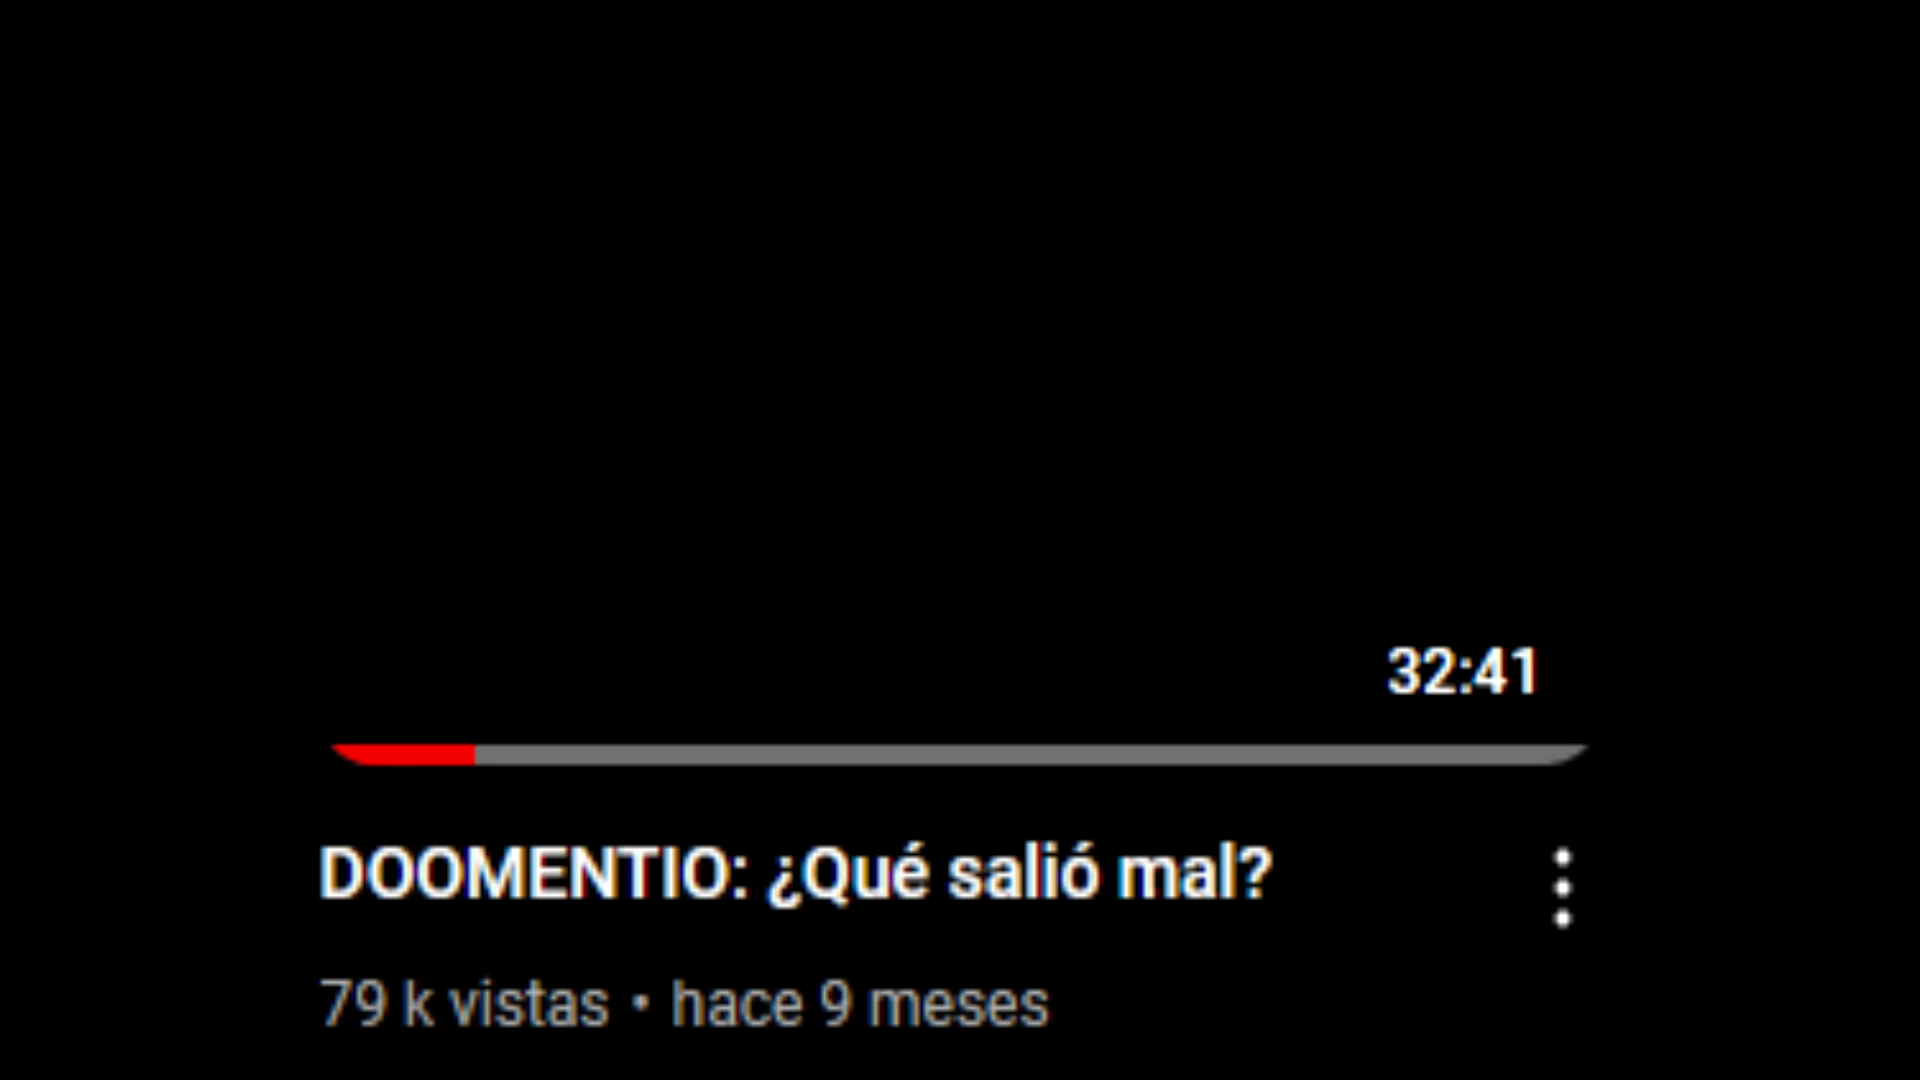 32:41
DOOMENTIO: ¿Qué salió mal?
79 k vistas • hace 9 meses